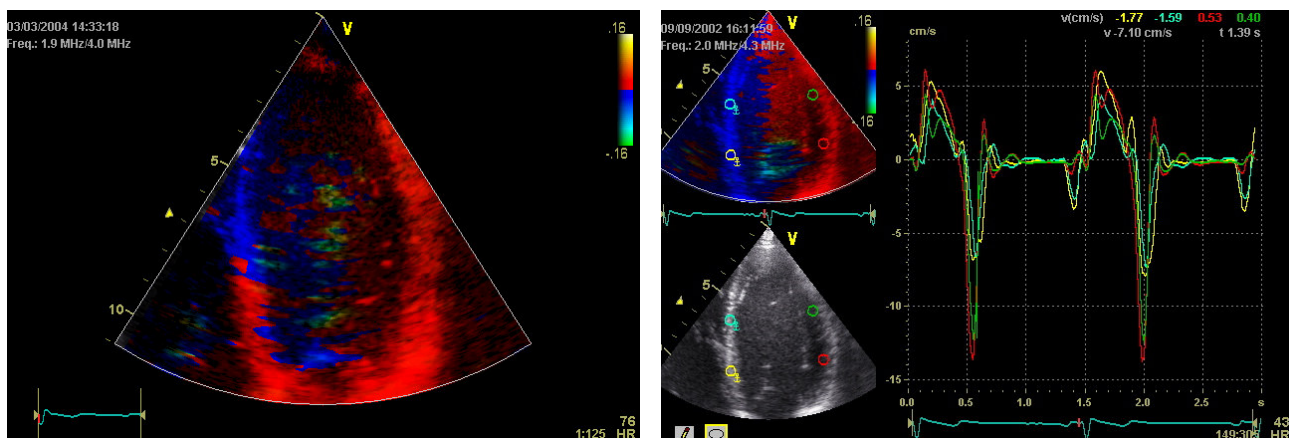 03/03/2004 14:33:18
Freq.: 1.9 MHz/4.0 MHz
V
.16
-.16
5
10
76
1:125 HR
09/09/2002 16:11:59
Freq.: 2.0 MHz/4.3 MHz
V
.16
.16
5
V
5
v(cm/s) -1.77 -1.59 0.53 0.40
v -7.10 cm/s t 1.39 s
cm/s
5
0
-5
-10
-15
0.0 0.5 1.0 1.5 2.0 2.5 s
43
149:305 HR